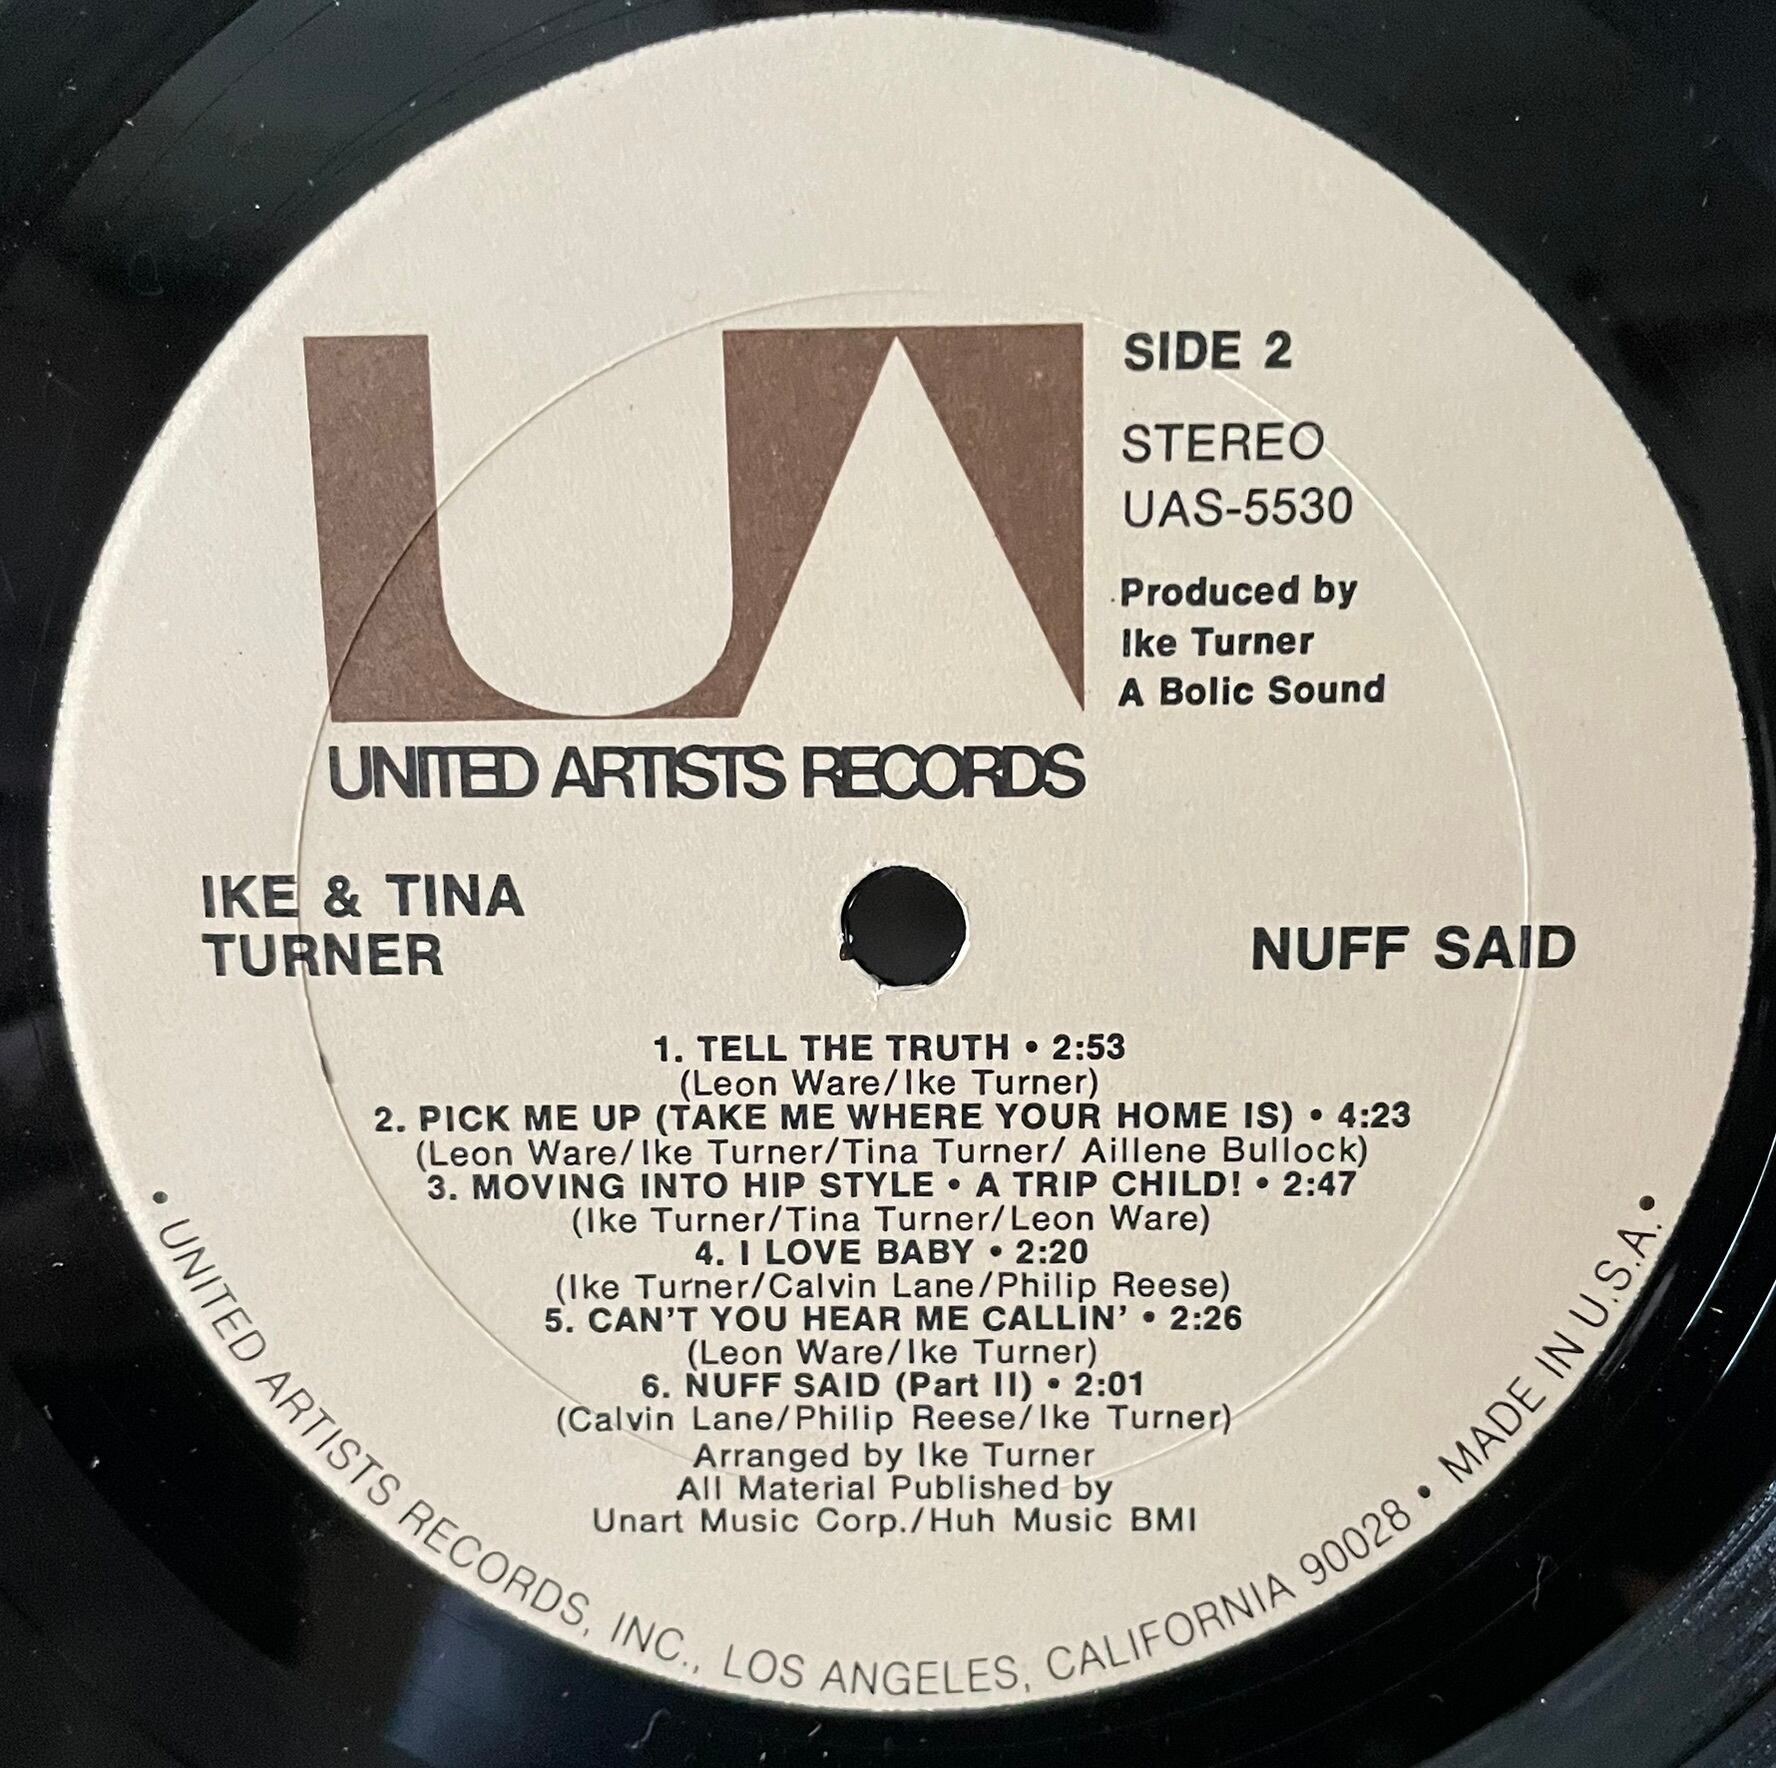 UA
SIDE 2
STEREO
UAS-5530
Produced by
Ike Turner
A Bolic Sound
UNITED ARTISTS RECORDS
IKE & TINA
TURNER
NUFF SAID
1. TELL THE TRUTH • 2:53
(Leon Ware/Ike Turner)
2. PICK ME UP (TAKE ME WHERE YOUR HOME IS) • 4:23
(Leon Ware/Ike Turner/Tina Turner/ Aillene Bullock)
3. MOVING INTO HIP STYLE • A TRIP CHILD! • 2:47
(Ike Turner/Tina Turner/Leon Ware)
4. I LOVE BABY • 2:20
(Ike Turner/Calvin Lane/Philip Reese)
5. CAN'T YOU HEAR ME CALLIN' • 2:26
(Leon Ware/Ike Turner)
6. NUFF SAID (Part II) • 2:01
(Calvin Lane/Philip Reese/Ike Turner)
Arranged by Ike Turner
All Material Published by
Unart Music Corp./Huh Music BMI
• UNITED ARTISTS RECORDS, INC., LOS ANGELES, CALIFORNIA 90028 • MADE IN U.S.A. •